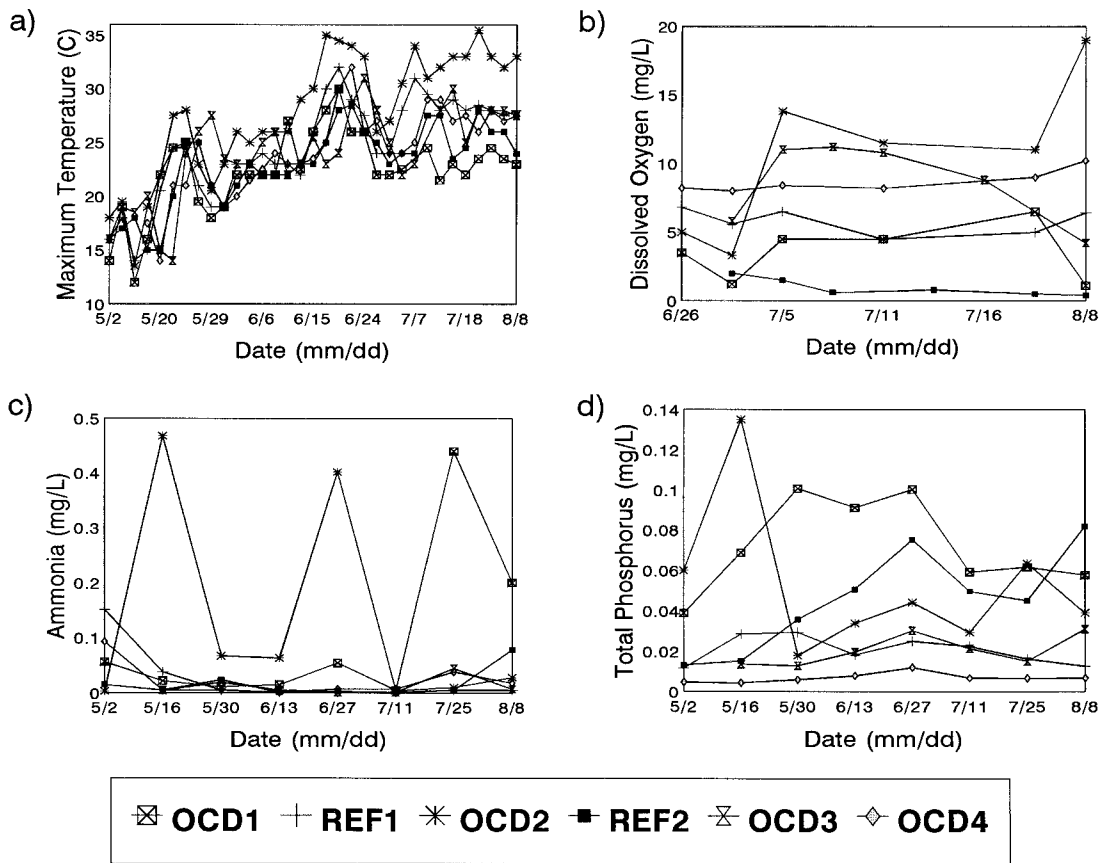 a)
Maximum Temperature (C)
35
30
25
20
15
10
5/2 5/20 5/29 6/6 6/15 6/24 7/7 7/18 8/8
Date (mm/dd)
b)
Dissolved Oxygen (mg/L)
20
15
10
5
0
6/26 7/5 7/11 7/16 8/8
Date (mm/dd)
c)
Ammonia (mg/L)
0.5
0.4
0.3
0.2
0.1
0
5/2 5/16 5/30 6/13 6/27 7/11 7/25 8/8
Date (mm/dd)
d)
Total Phosphorus (mg/L)
0.14
0.12
0.1
0.08
0.06
0.04
0.02
0
5/2 5/16 5/30 6/13 6/27 7/11 7/25 8/8
Date (mm/dd)
OCD1 REF1 OCD2 REF2 OCD3 OCD4